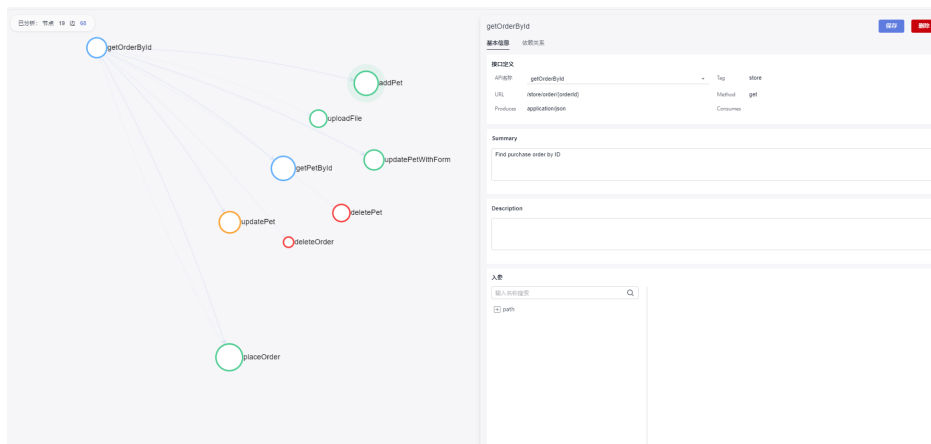 已分析： 节点 19 边 68
getOrderById
addPet
uploadFile
updatePetWithForm
getPetById
deletePet
updatePet
deleteOrder
placeOrder
getOrderById
保存 删除
基本信息 依赖关系
接口定义
API名称 getOrderById Tag store
URL /store/order/{orderId} Method get
Produces application/json Consumes
Summary
Find purchase order by ID
Description
入参
输入名称搜索
path